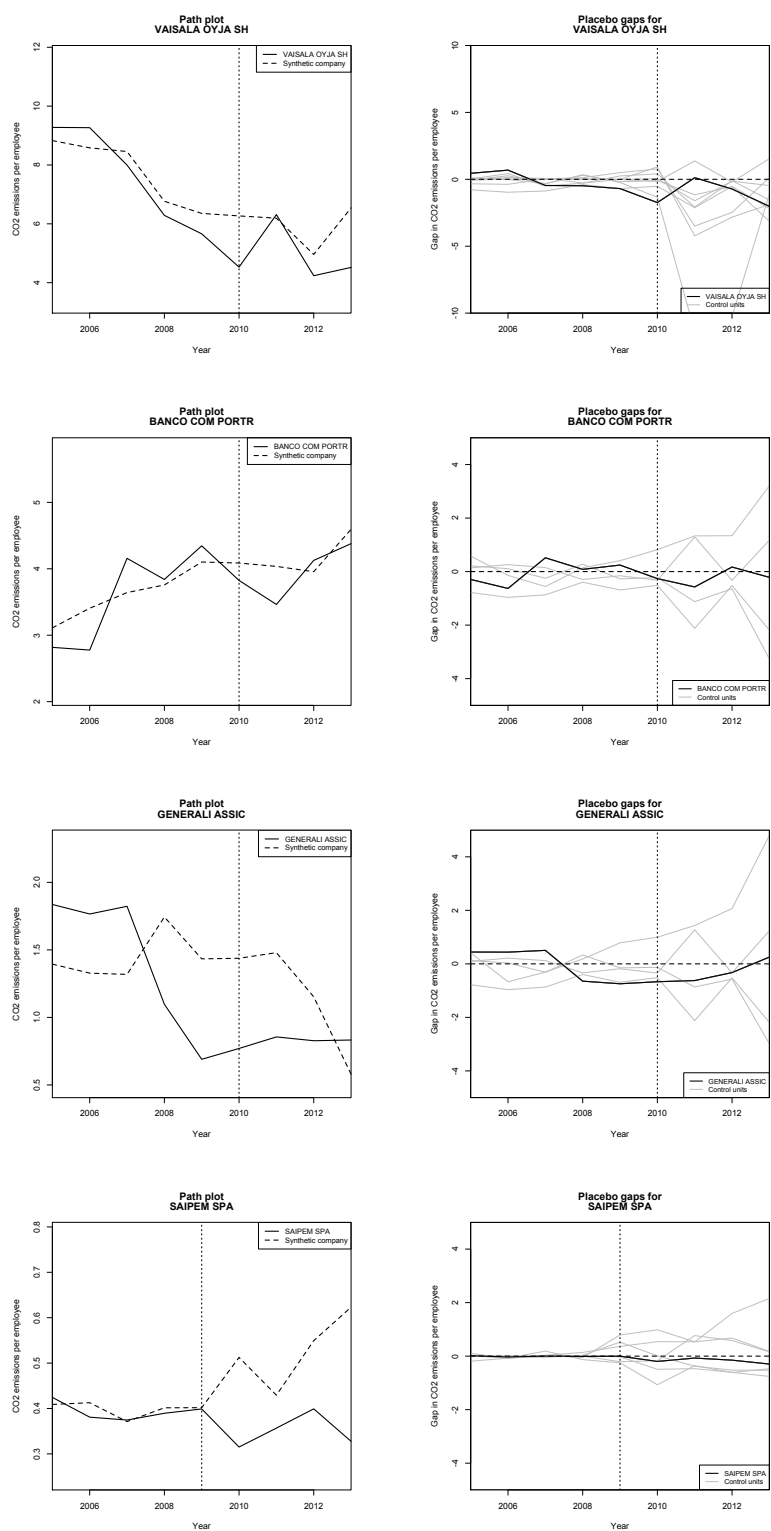 Path plot
VAISALA OYJA SH
CO2 emissions per employee
12
10
8
6
4
VAISALA OYJA SH
Synthetic company
2006 2008 2010 2012
Year
Placebo gaps for
VAISALA OYJA SH
Gap in CO2 emissions per employee
10
5
0
-5
-10
VAISALA OYJA SH
Control units
2006 2008 2010 2012
Year
Path plot
BANCO COM PORTR
CO2 emissions per employee
5
4
3
2
BANCO COM PORTR
Synthetic company
2006 2008 2010 2012
Year
Placebo gaps for
BANCO COM PORTR
Gap in CO2 emissions per employee
4
2
0
-2
-4
BANCO COM PORTR
Control units
2006 2008 2010 2012
Year
Path plot
GENERALI ASSIC
CO2 emissions per employee
2.0
1.5
1.0
0.5
GENERALI ASSIC
Synthetic company
2006 2008 2010 2012
Year
Placebo gaps for
GENERALI ASSIC
Gap in CO2 emissions per employee
4
2
0
-2
-4
GENERALI ASSIC
Control units
2006 2008 2010 2012
Year
Path plot
SAIPEM SPA
CO2 emissions per employee
0.8
0.7
0.6
0.5
0.4
0.3
SAIPEM SPA
Synthetic company
2006 2008 2010 2012
Year
Placebo gaps for
SAIPEM SPA
Gap in CO2 emissions per employee
4
2
0
-2
-4
SAIPEM SPA
Control units
2006 2008 2010 2012
Year